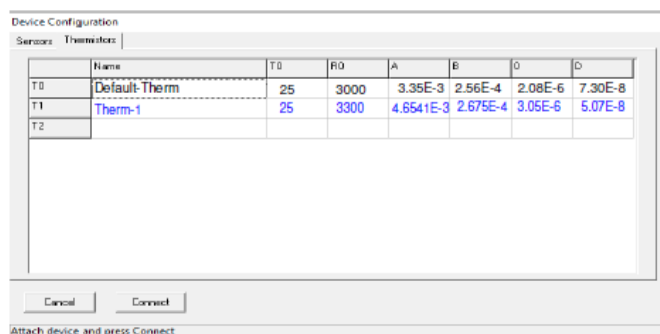 Device Configuration
Sensors Thermistors
Name T0 R0 A B C D
T0 Default-Therm 25 3000 3.35E-3 2.56E-4 2.08E-6 7.30E-8
T1 Therm-1 25 3300 4.6541E-3 2.675E-4 3.05E-6 5.07E-8
T2
Cancel Connect
Attach device and press Connect